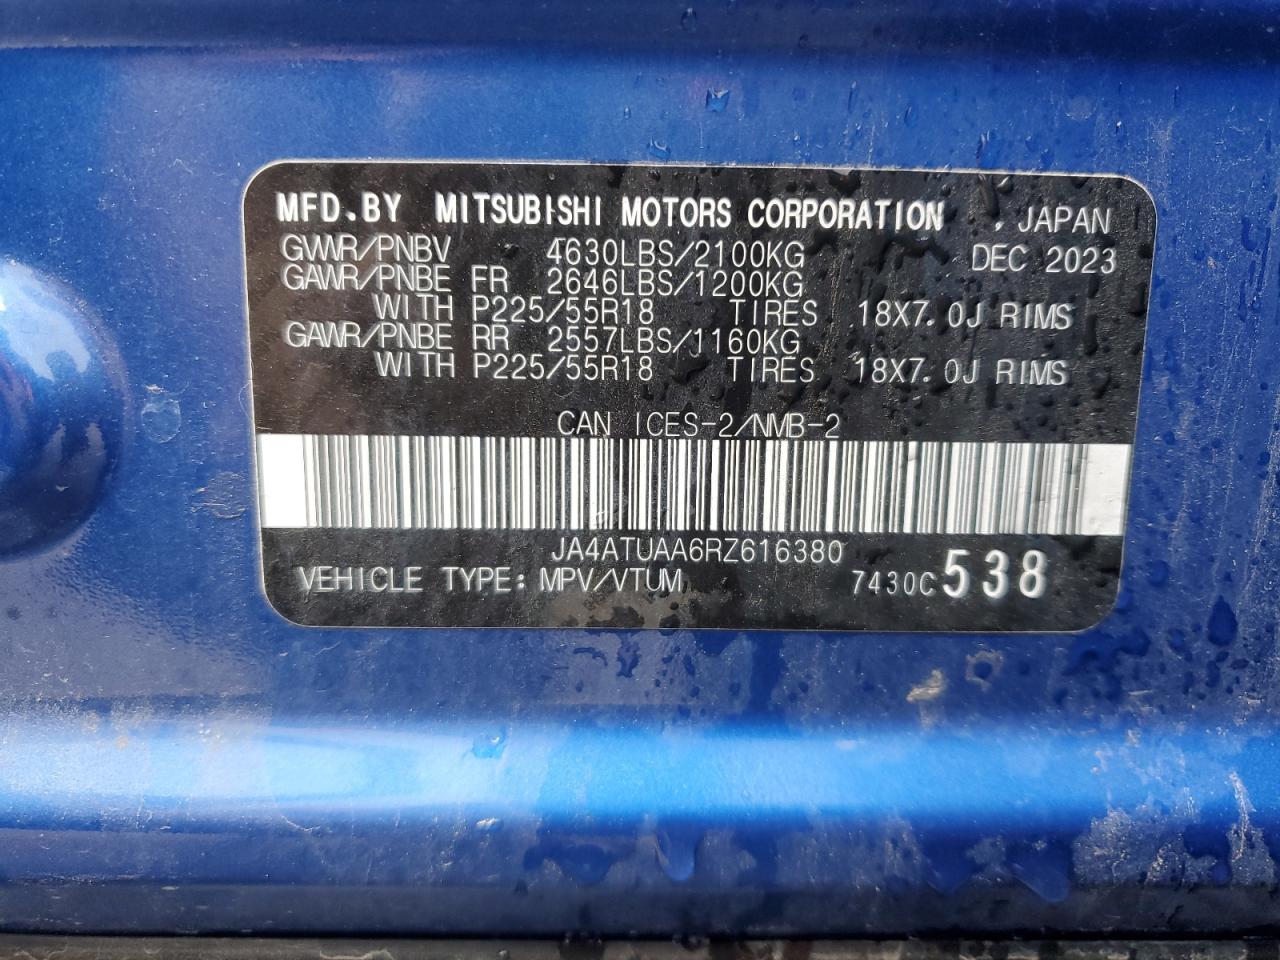 MFD.BY MITSUBISHI MOTORS CORPORATION , JAPAN
GVWR/PNBV 4630LBS/2100KG DEC 2023
GAWR/PNBE FR 2646LBS/1200KG
WITH P225/55R18 TIRES 18X7.0J RIMS
GAWR/PNBE RR 2557LBS/1160KG
WITH P225/55R18 TIRES 18X7.0J RIMS
CAN ICES-2/NMB-2
JA4ATUAA6RZ616380
VEHICLE TYPE: MPV/VTUM 7430C 538